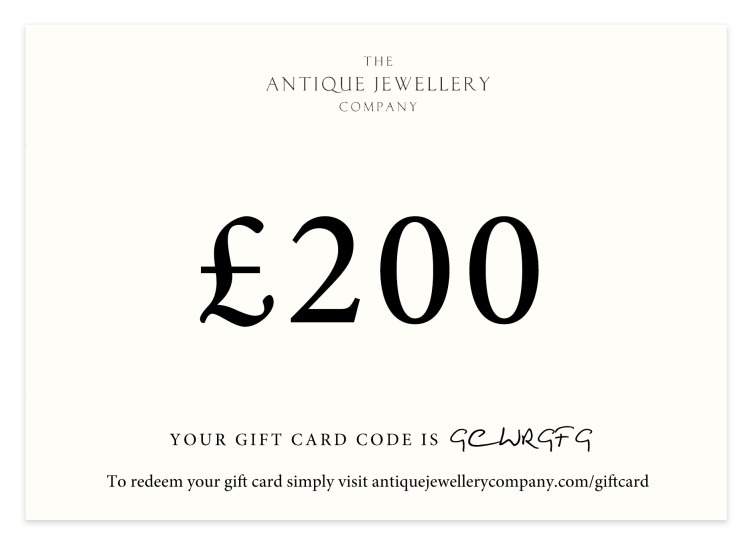 THE
ANTIQUE JEWELLERY
COMPANY
£200
YOUR GIFT CARD CODE IS GCWRGFG
To redeem your gift card simply visit antiquejewellerycompany.com/giftcard